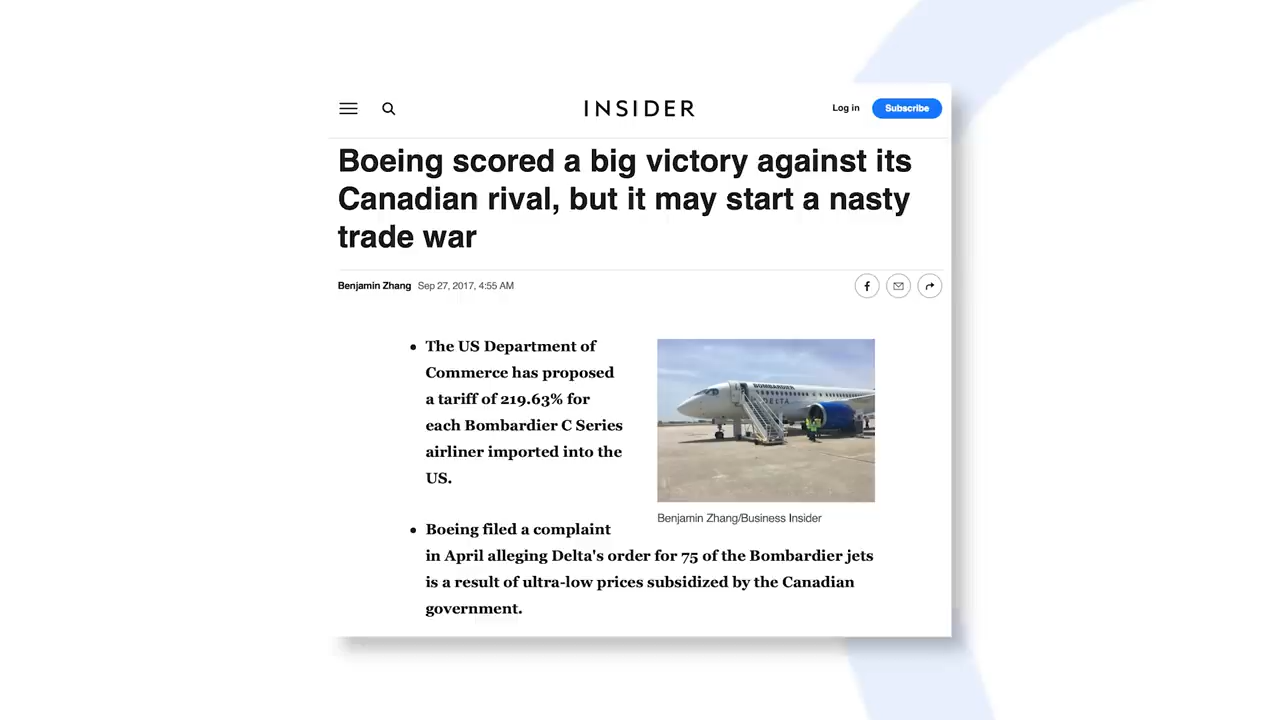 INSIDER
Log in
Subscribe
Boeing scored a big victory against its
Canadian rival, but it may start a nasty
trade war
Benjamin Zhang Sep 27, 2017, 4:55 AM
• The US Department of
Commerce has proposed
a tariff of 219.63% for
each Bombardier C Series
airliner imported into the
US.
BOMBARDIER
DELTA
Benjamin Zhang/Business Insider
• Boeing filed a complaint
in April alleging Delta's order for 75 of the Bombardier jets
is a result of ultra-low prices subsidized by the Canadian
government.